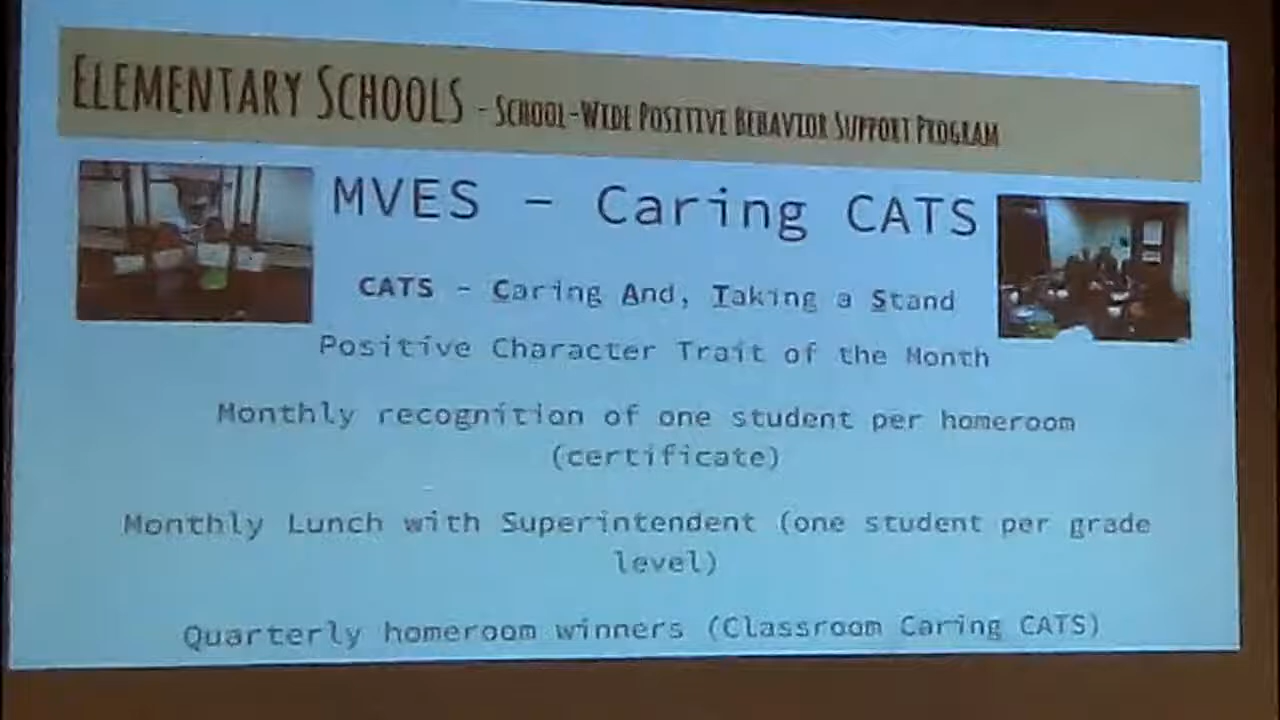 ELEMENTARY SCHOOLS - SCHOOL-WIDE POSITIVE BEHAVIOR SUPPORT PROGRAM
MVES - Caring CATS
CATS - Caring And, Taking a Stand
Positive Character Trait of the Month
Monthly recognition of one student per homeroom
(certificate)
Monthly Lunch with Superintendent (one student per grade
level)
Quarterly homeroom winners (Classroom Caring CATS)